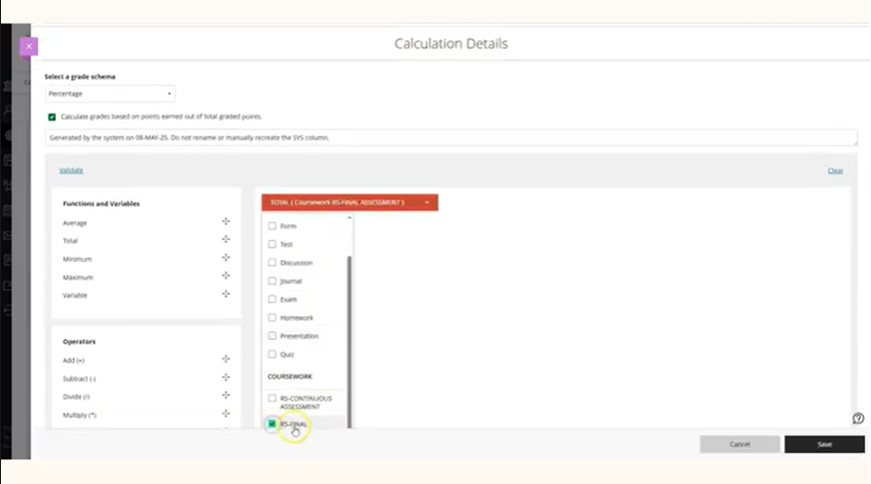 Calculation Details
Select a grade schema
Percentage
Calculate grades based on points earned out of total graded points.
Generated by the system on 08-MAY-25. Do not rename or manually recreate the SYS column.
Validate
Clear
Functions and Variables
Average
Total
Minimum
Maximum
Variable
Operators
Add (+)
Subtract (-)
Divide (/)
Multiply (*)
TOTAL ( Coursework RS-FINAL ASSESSMENT )
Form
Test
Discussion
Journal
Exam
Homework
Presentation
Quiz
COURSEWORK
RS-CONTINUOUS
ASSESSMENT
RS-FINAL
Cancel
Save